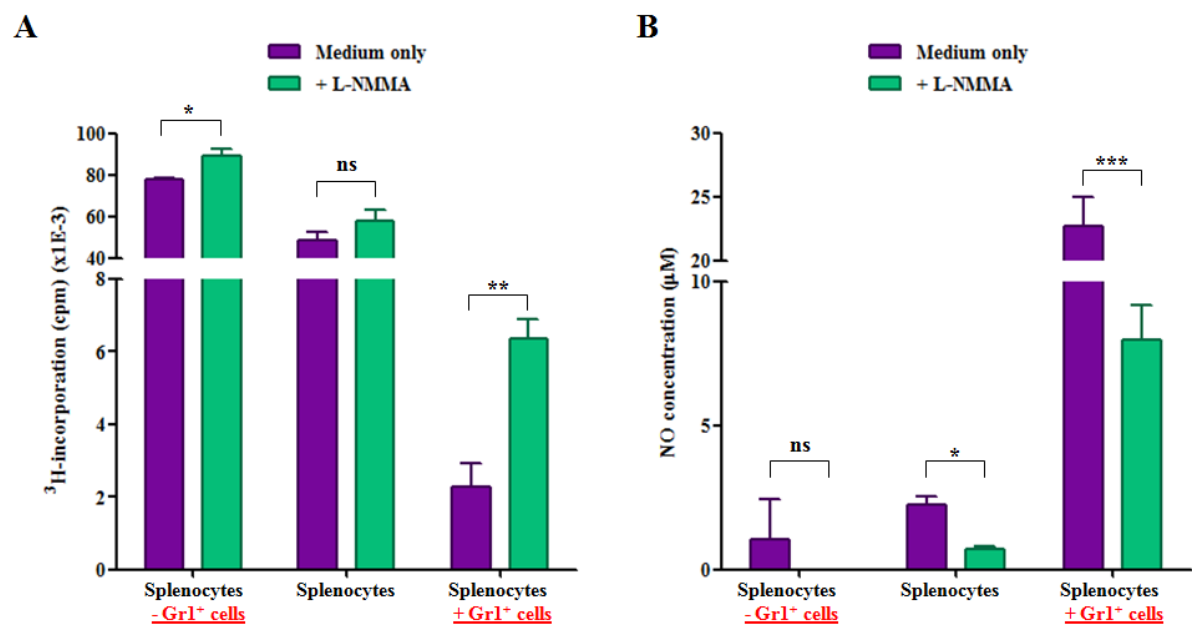 A
Medium only
+ L-NMMA
*
ns
**
100
80
60
40
8
6
4
2
0
³H-incorporation (cpm) (x1E-3)
Splenocytes
- Gr1⁺ cells
Splenocytes
Splenocytes
+ Gr1⁺ cells
B
Medium only
+ L-NMMA
ns
*
***
30
25
20
10
5
0
NO concentration (µM)
Splenocytes
- Gr1⁺ cells
Splenocytes
Splenocytes
+ Gr1⁺ cells